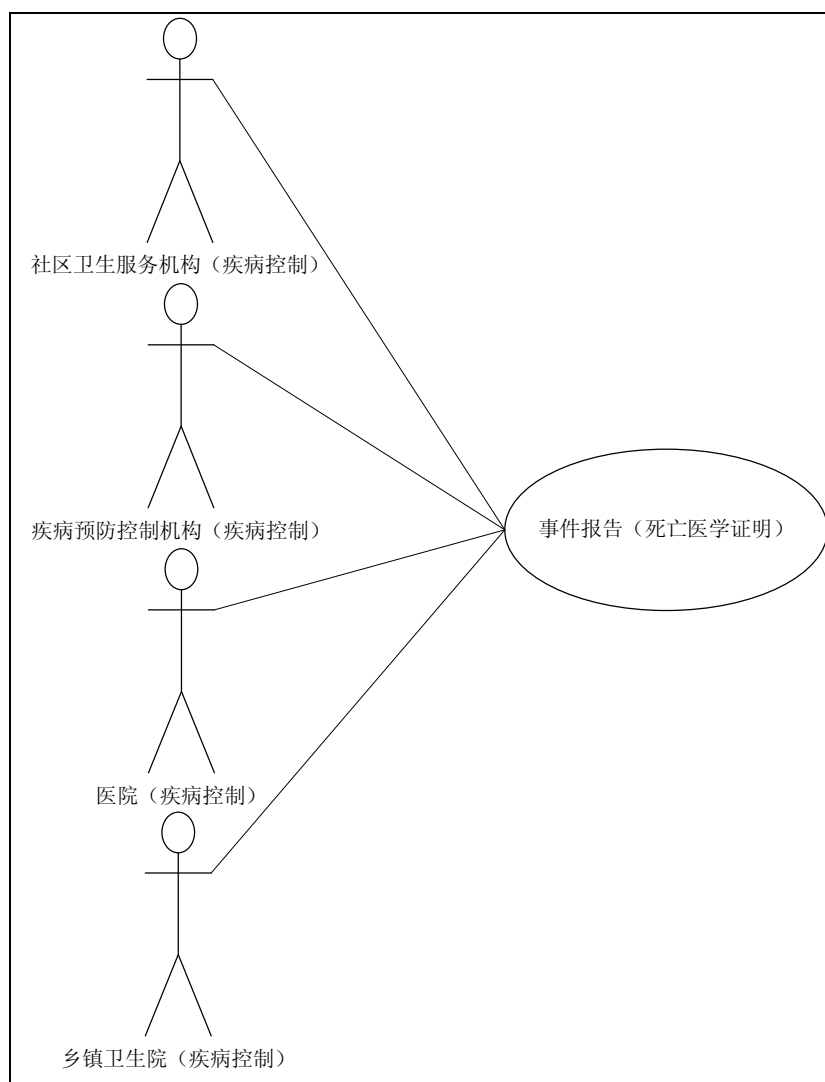 社区卫生服务机构（疾病控制）
疾病预防控制机构（疾病控制）
事件报告（死亡医学证明）
医院（疾病控制）
乡镇卫生院（疾病控制）